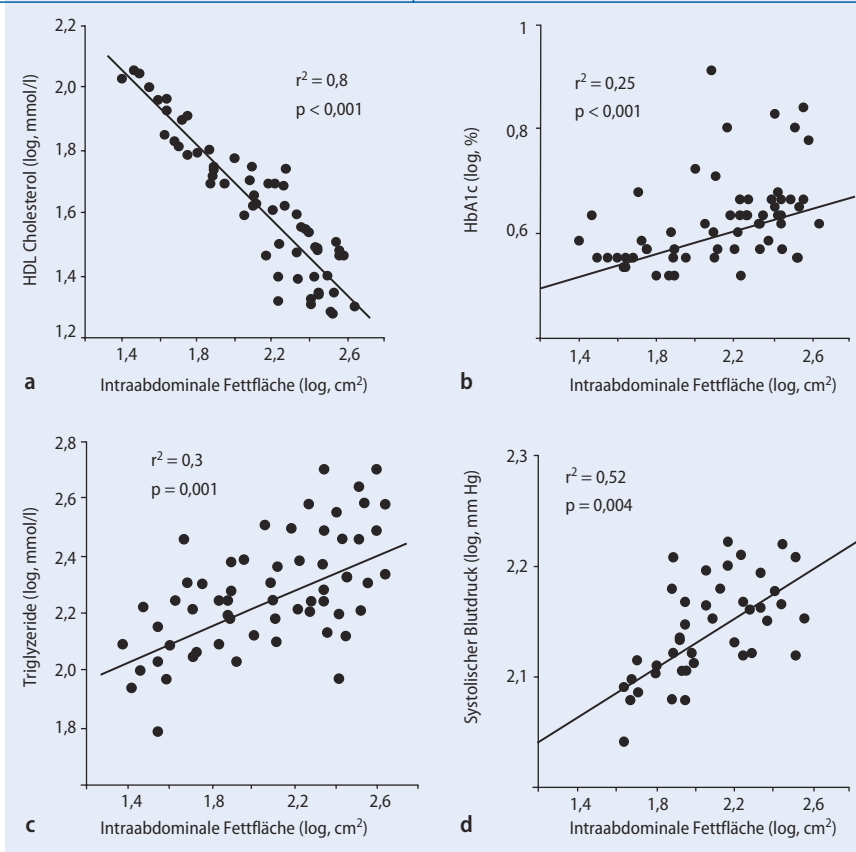 2,2
2,0
1,8
1,6
1,4
1,2
HDL Cholesterol (log, mmol/l)
r² = 0,8
p < 0,001
1,4 1,8 2,2 2,6
a Intraabdominale Fettfläche (log, cm²)
1
0,8
0,6
HbA1c (log, %)
r² = 0,25
p < 0,001
1,4 1,8 2,2 2,6
b Intraabdominale Fettfläche (log, cm²)
2,8
2,6
2,4
2,2
2,0
1,8
Triglyzeride (log, mmol/l)
r² = 0,3
p = 0,001
1,4 1,8 2,2 2,6
c Intraabdominale Fettfläche (log, cm²)
2,3
2,2
2,1
Systolischer Blutdruck (log, mm Hg)
r² = 0,52
p = 0,004
1,4 1,8 2,2 2,6
d Intraabdominale Fettfläche (log, cm²)